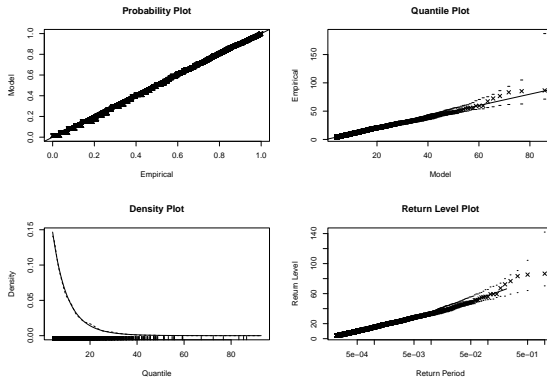 Probability Plot
Model
0.0 0.2 0.4 0.6 0.8 1.0
0.0 0.2 0.4 0.6 0.8 1.0
Empirical
Quantile Plot
Empirical
0 50 100 150
20 40 60 80
Model
Density Plot
Density
0.00 0.05 0.10 0.15
20 40 60 80
Quantile
Return Level Plot
Return Level
0 20 60 100 140
5e-04 5e-03 5e-02 5e-01
Return Period